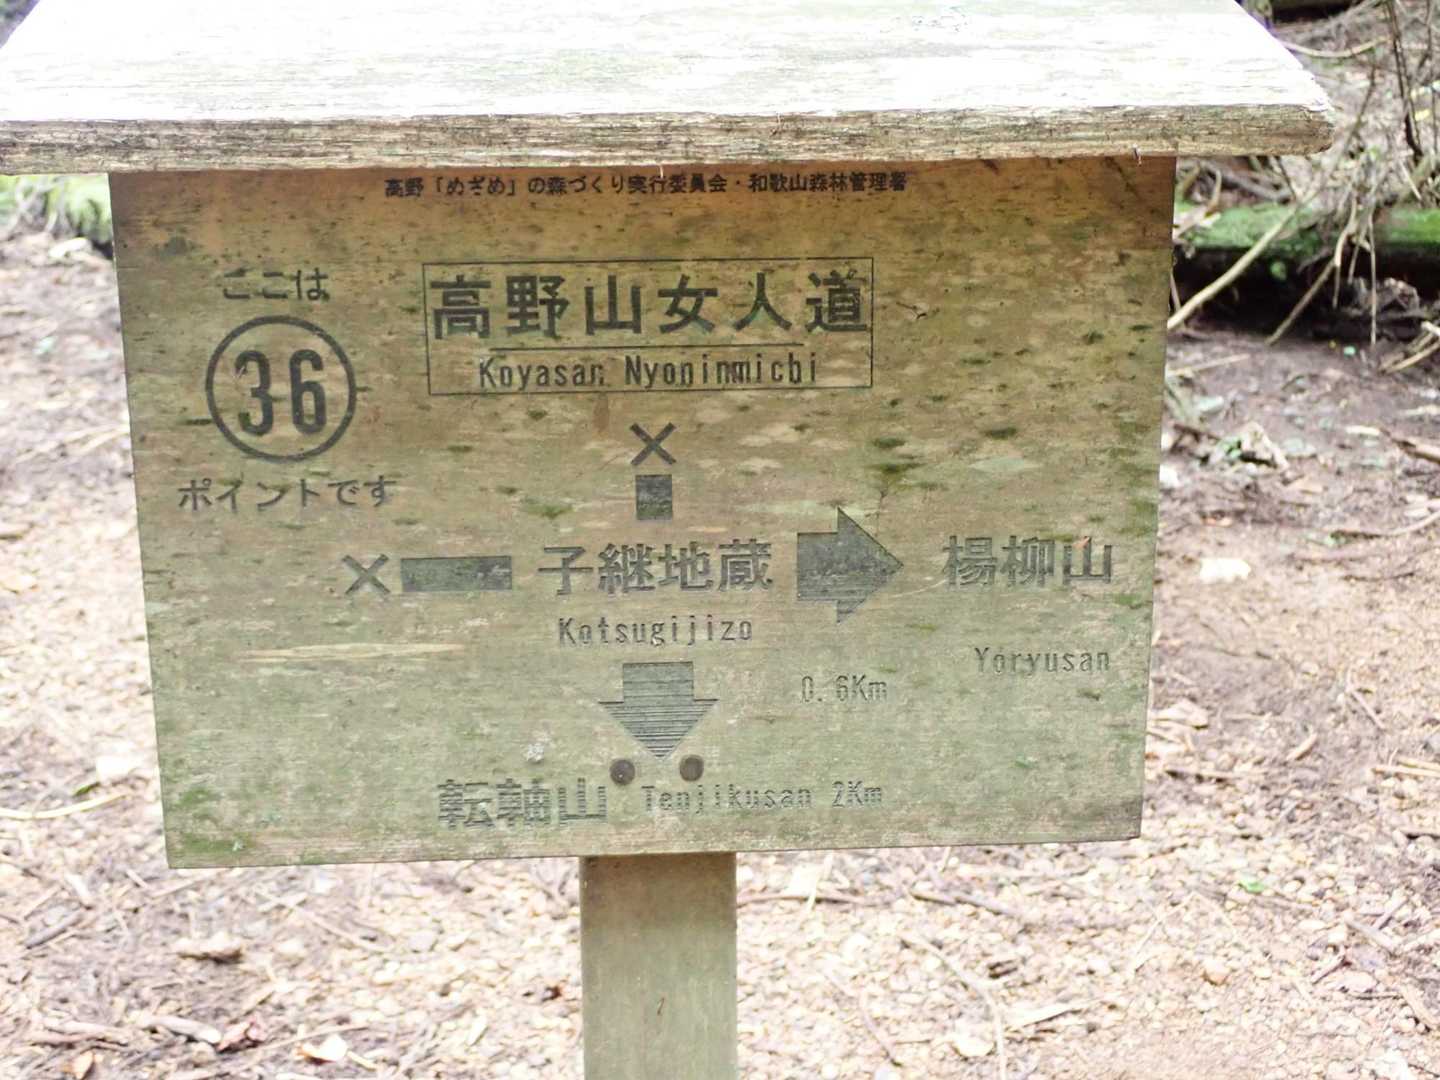 高野「めざめ」の森づくり実行委員会・和歌山森林管理署
ここは
36
ポイントです
高野山女人道
Koyasan Nyoninmichi
×
×
子継地蔵
Kotsugijizo
楊柳山
Yoryusan
0.6Km
転軸山 Tenjikusan 2Km